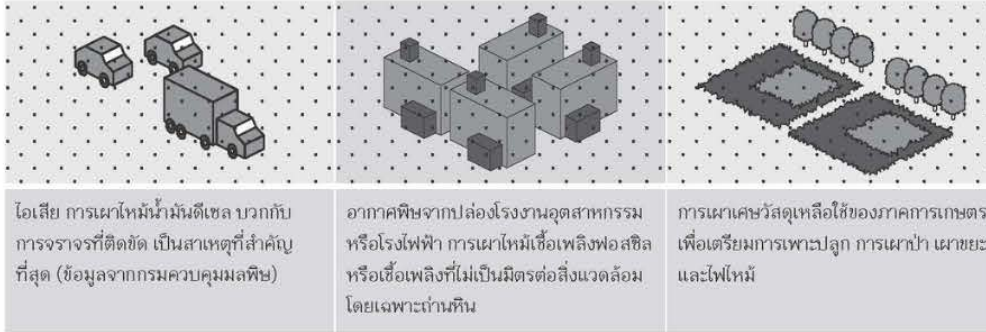 ไอเสีย การเผาไหม้น้ำมันดีเซล บวกกับ
การจราจรที่ติดขัด เป็นสาเหตุที่สำคัญ
ที่สุด (ข้อมูลจากกรมควบคุมมลพิษ)
อากาศพิษจากปล่องโรงงานอุตสาหกรรม
หรือโรงไฟฟ้า การเผาไหม้เชื้อเพลิงฟอสซิล
หรือเชื้อเพลิงที่ไม่เป็นมิตรต่อสิ่งแวดล้อม
โดยเฉพาะถ่านหิน
การเผาเศษวัสดุเหลือใช้ของภาคการเกษตร
เพื่อเตรียมการเพาะปลูก การเผาป่า เผาขยะ
และไฟไหม้